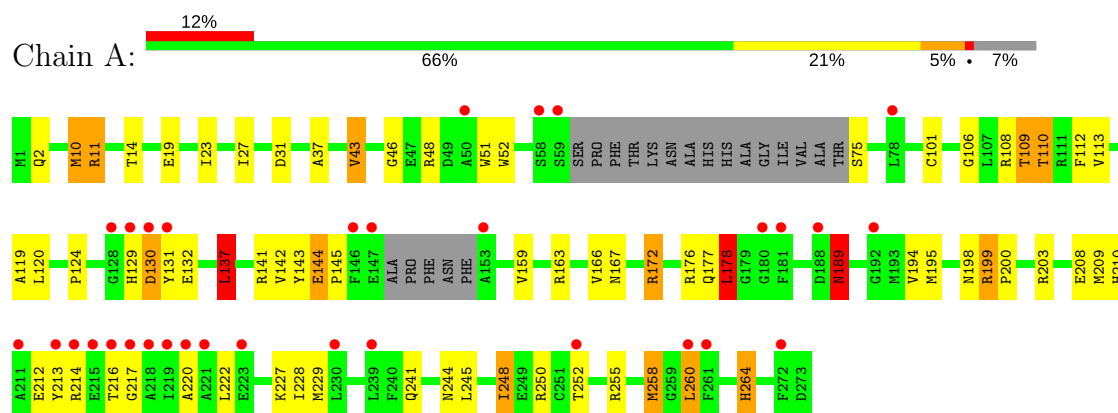 12%
Chain A:
66% 21% 5% • 7%
M1 Q2 M10 R11 T14 E19 I23 I27 D31 A37 V43 G46 E47 R48 D49 A50 W51 W52 S58 S59 SER PRO PHE THR LYS ASN ALA HIS HIS ALA GLY ILE VAL ALA THR S75 L78 C101 G106 L107 R108 T109 T110 R111 F112 V113
A119 L120 P124 G128 H129 D130 Y131 E132 L137 R141 V142 Y143 E144 P145 F146 E147 ALA PRO PHE ASN PHE A153 V159 R163 V166 N167 R172 R176 Q177 L178 G179 G180 F181 D188 N189 G192 M193 V194 M195 N198 R199 P200 R203 E208 M209 H210
A211 E212 Y213 R214 E215 T216 G217 A218 I219 A220 A221 L222 E223 K227 I228 M229 L230 L239 F240 Q241 N244 L245 I248 E249 R250 C251 T252 R255 M258 G259 L260 F261 H264 F272 D273